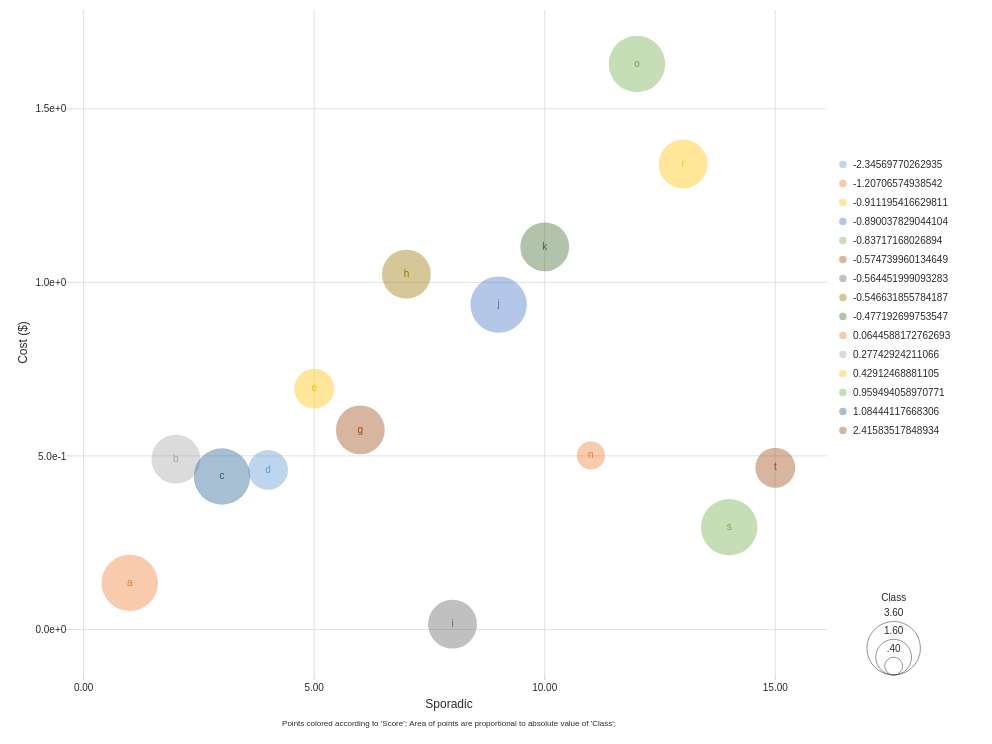 o
1.5e+0
r
-2.34569770262935
-1.20706574938542
-0.911195416629811
-0.890037829044104
-0.83717168026894
-0.574739960134649
-0.564451999093283
-0.546631855784187
-0.477192699753547
0.0644588172762693
0.27742924211066
0.42912468881105
0.959494058970771
1.08444117668306
2.41583517848934
k
h
1.0e+0
j
Cost ($)
e
g
5.0e-1
b
n
d
t
c
s
a
Class
3.60
1.60
.40
i
0.0e+0
0.00
5.00
10.00
15.00
Sporadic
Points colored according to 'Score'; Area of points are proportional to absolute value of 'Class';